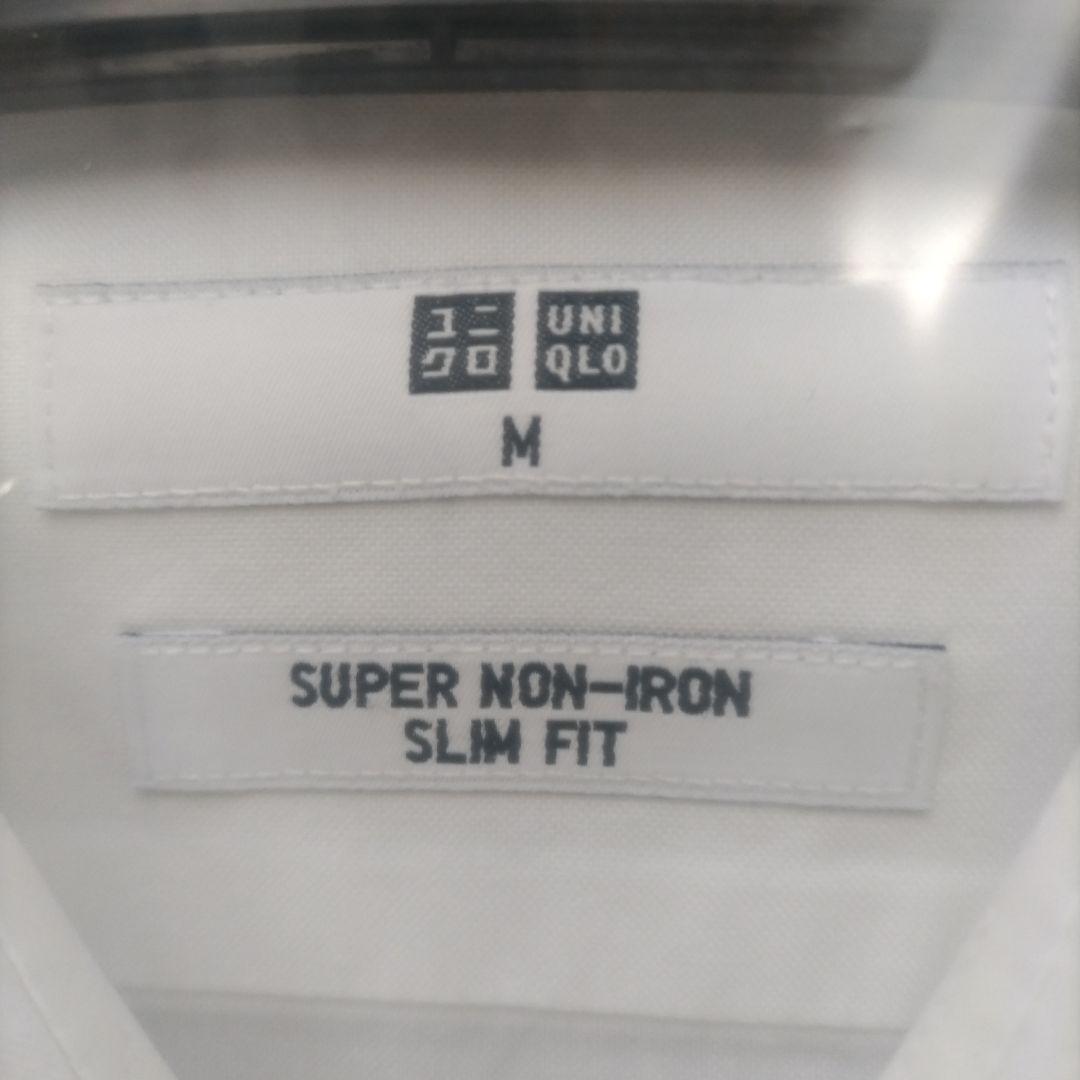 ユニ UNI
クロ QLO
M
SUPER NON-IRON
SLIM FIT